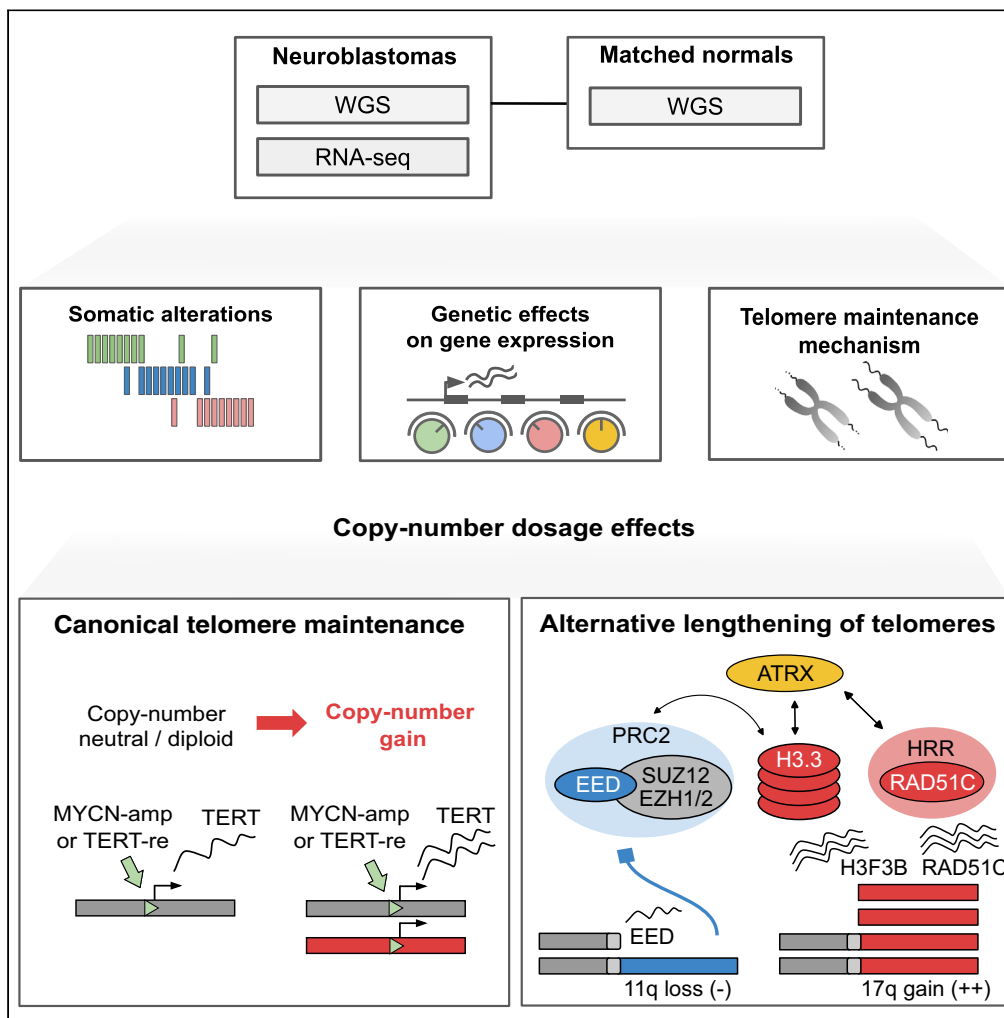 Neuroblastomas
WGS
RNA-seq
Matched normals
WGS
Somatic alterations
Genetic effects
on gene expression
Telomere maintenance
mechanism
Copy-number dosage effects
Canonical telomere maintenance
Copy-number
neutral / diploid
Copy-number
gain
MYCN-amp
or TERT-re
TERT
MYCN-amp
or TERT-re
TERT
Alternative lengthening of telomeres
ATRX
PRC2
EED
SUZ12
EZH1/2
H3.3
HRR
RAD51C
H3F3B
RAD51C
EED
11q loss (-)
17q gain (++)